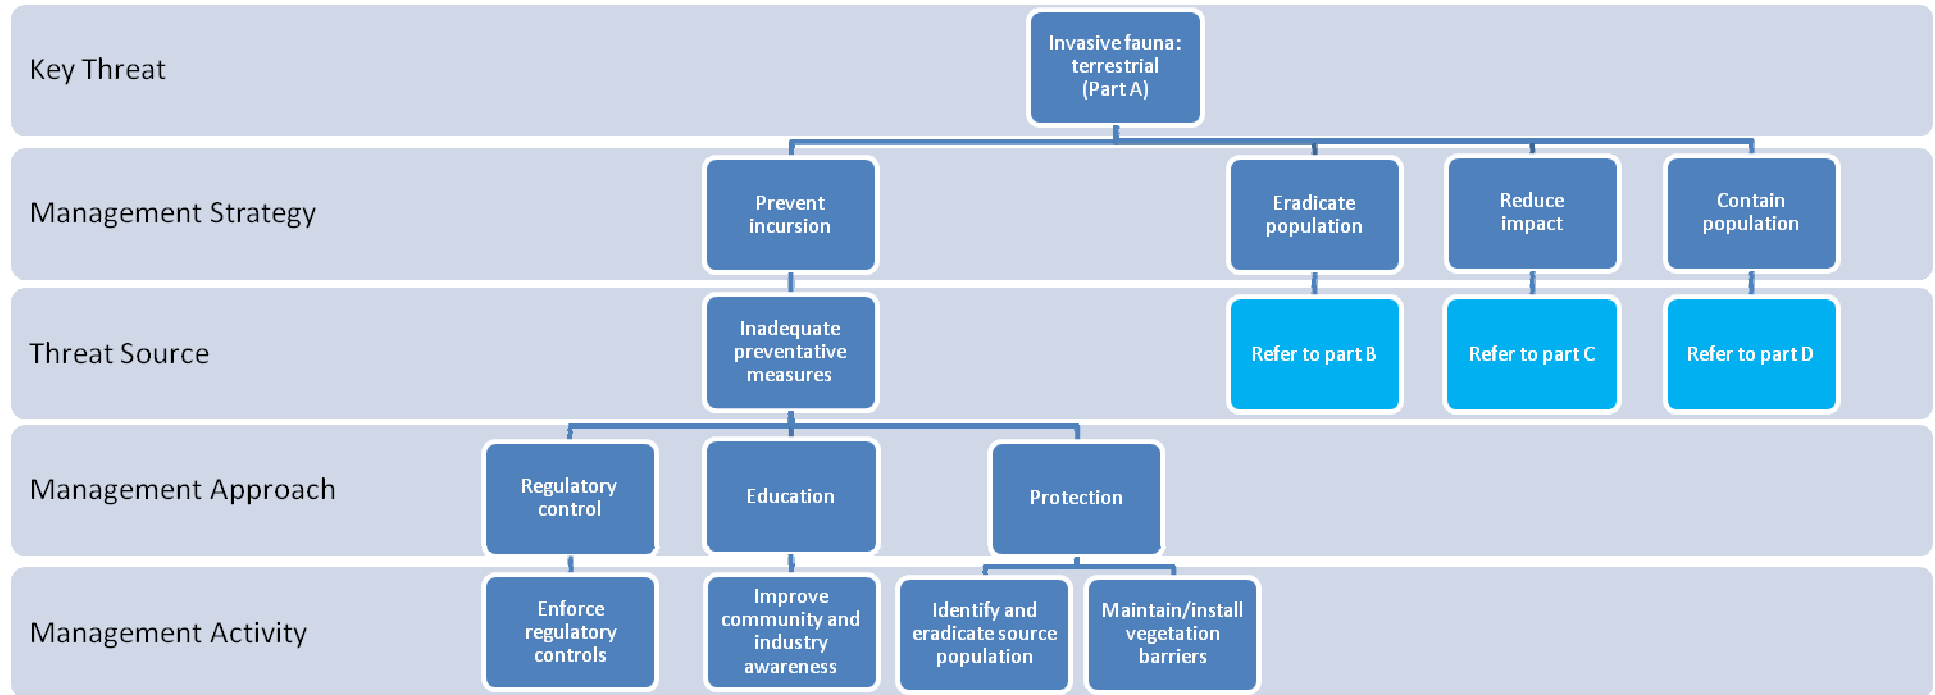 Key Threat
Invasive fauna:
terrestrial
(Part A)
Management Strategy
Prevent
incursion
Eradicate
population
Reduce
impact
Contain
population
Threat Source
Inadequate
preventative
measures
Refer to part B
Refer to part C
Refer to part D
Management Approach
Regulatory
control
Education
Protection
Management Activity
Enforce
regulatory
controls
Improve
community and
industry
awareness
Identify and
eradicate source
population
Maintain/install
vegetation
barriers